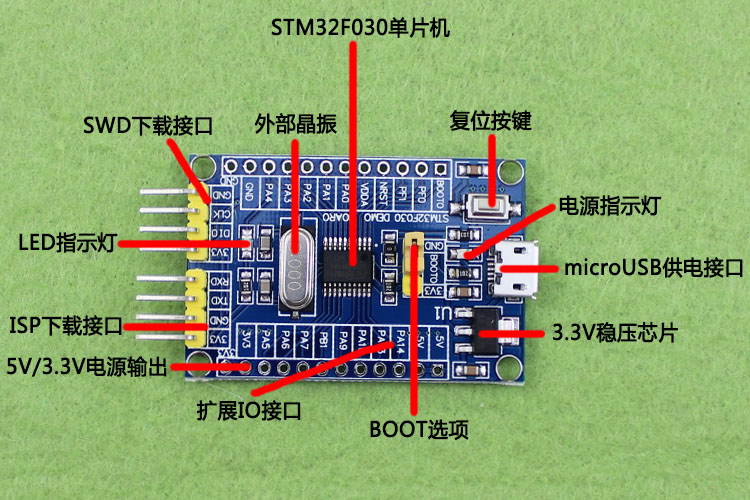 STM32F030单片机
SWD下载接口
外部晶振
复位按键
电源指示灯
LED指示灯
microUSB供电接口
ISP下载接口
3.3V稳压芯片
5V/3.3V电源输出
扩展IO接口
BOOT选项
GND
GND
PA4
PA3
PA2
PA1
PA0
VDDA
NRST
PF1
PF0
BOOT0
STM32F030 DEMO BOARD
GND
CLK
DIO
3V3
RXD
TXD
GND
3V3
GND
BOOT0
3V3
U1
3V3
3V3
PA5
PA6
PA7
PB1
PA9
PA14
5V
5V